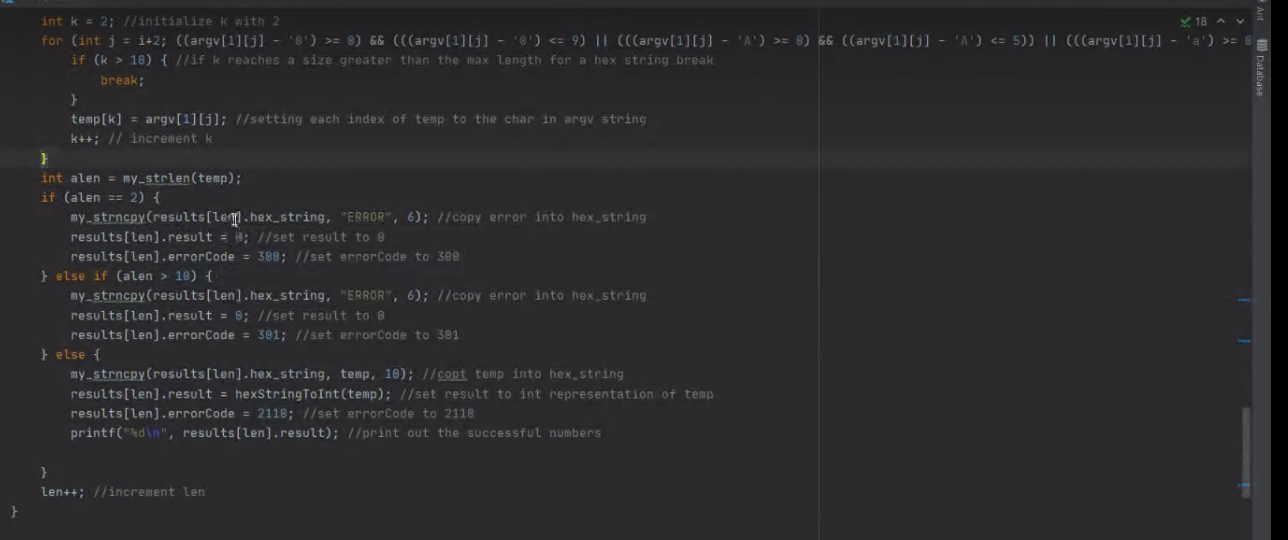 int k = 2; //initialize k with 2
for (int j = i+2; ((argv[1][j] - '0') >= 0) && (((argv[1][j] - '0') <= 9) || (((argv[1][j] - 'A') >= 0) && ((argv[1][j] - 'A') <= 5)) || (((argv[1][j] - 'a') >= 0
if (k > 10) { //if k reaches a size greater than the max length for a hex string break
break;
}
temp[k] = argv[1][j]; //setting each index of temp to the char in argv string
k++; // increment k
}
int alen = my_strlen(temp);
if (alen == 2) {
my_strncpy(results[len].hex_string, "ERROR", 6); //copy error into hex_string
results[len].result = 0; //set result to 0
results[len].errorCode = 300; //set errorCode to 300
} else if (alen > 10) {
my_strncpy(results[len].hex_string, "ERROR", 6); //copy error into hex_string
results[len].result = 0; //set result to 0
results[len].errorCode = 301; //set errorCode to 301
} else {
my_strncpy(results[len].hex_string, temp, 10); //copt temp into hex_string
results[len].result = hexStringToInt(temp); //set result to int representation of temp
results[len].errorCode = 2110; //set errorCode to 2110
printf("%d\n", results[len].result); //print out the successful numbers
}
len++; //increment len
}
18
Ant
Database